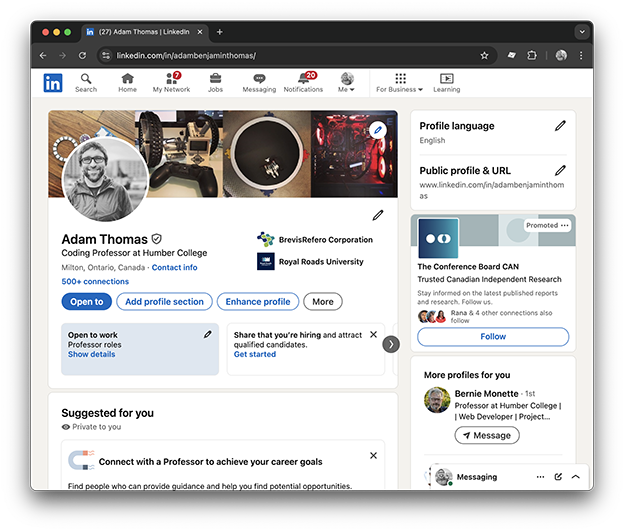 (27) Adam Thomas | LinkedIn
linkedin.com/in/adambenjaminthomas/
in
Search
Home
7
My Network
Jobs
Messaging
20
Notifications
Me
For Business
Learning
Adam Thomas
Coding Professor at Humber College
Milton, Ontario, Canada · Contact info
500+ connections
BrevisRefero Corporation
Royal Roads University
Open to
Add profile section
Enhance profile
More
Open to work
Professor roles
Show details
Share that you're hiring and attract
qualified candidates.
Get started
Suggested for you
Private to you
Connect with a Professor to achieve your career goals
Find people who can provide guidance and help you find potential opportunities.
Profile language
English
Public profile & URL
www.linkedin.com/in/adambenjaminthom
as
Promoted
The Conference Board CAN
Trusted Canadian Independent Research
Stay informed on the latest published reports
and research. Follow us.
Rana & 4 other connections also
follow
Follow
More profiles for you
Bernie Monette · 1st
Professor at Humber College |
| Web Developer | Project...
Message
Messaging